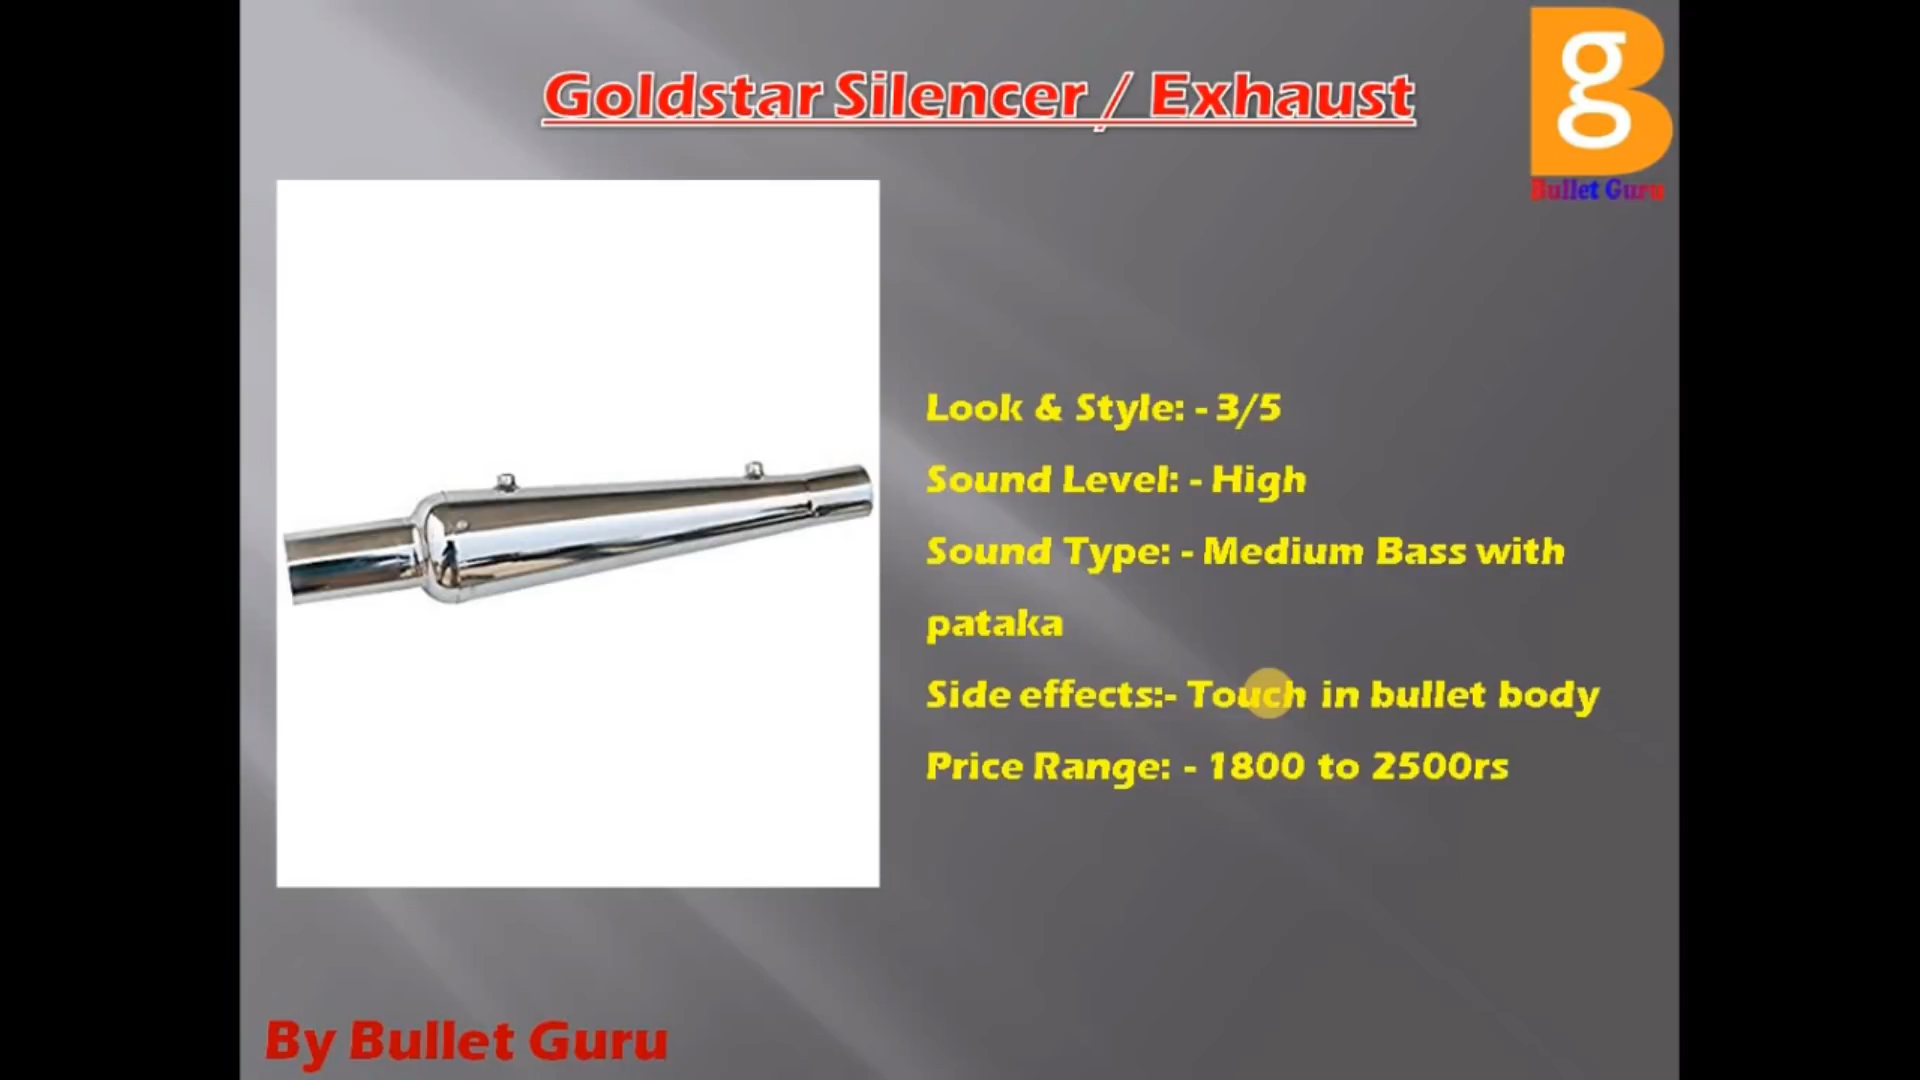 Goldstar Silencer / Exhaust
Bg
Bullet Guru
Look & Style: - 3/5
Sound Level: - High
Sound Type: - Medium Bass with
pataka
Side effects:- Touch in bullet body
Price Range: - 1800 to 2500rs
By Bullet Guru